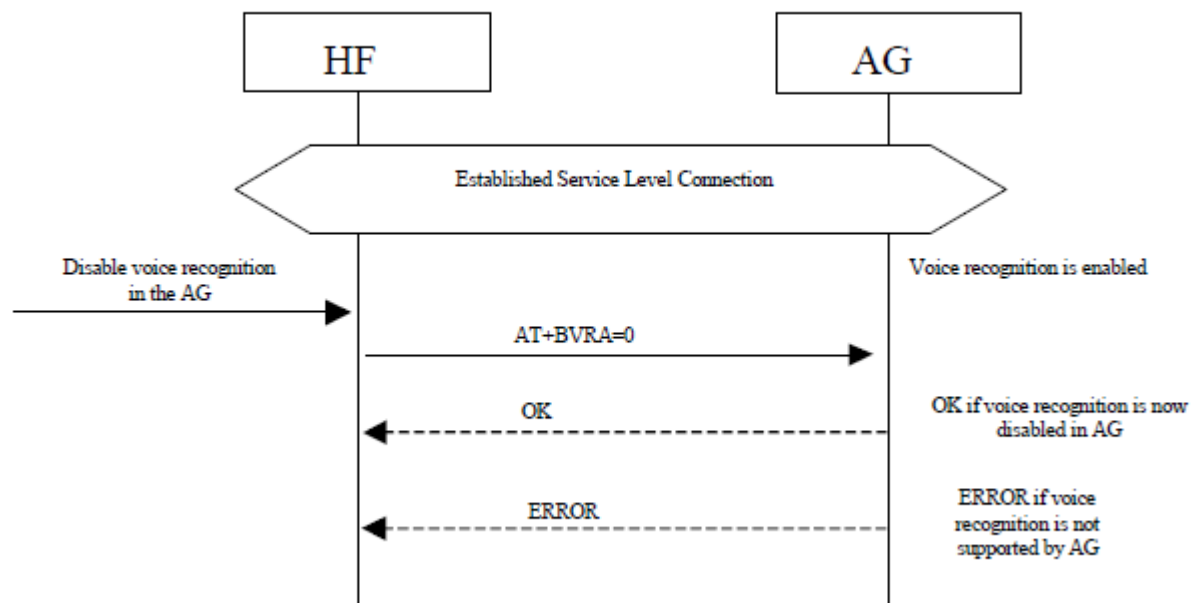 HF
AG
Established Service Level Connection
Disable voice recognition
in the AG
Voice recognition is enabled
AT+BVRA=0
OK
OK if voice recognition is now
disabled in AG
ERROR
ERROR if voice
recognition is not
supported by AG